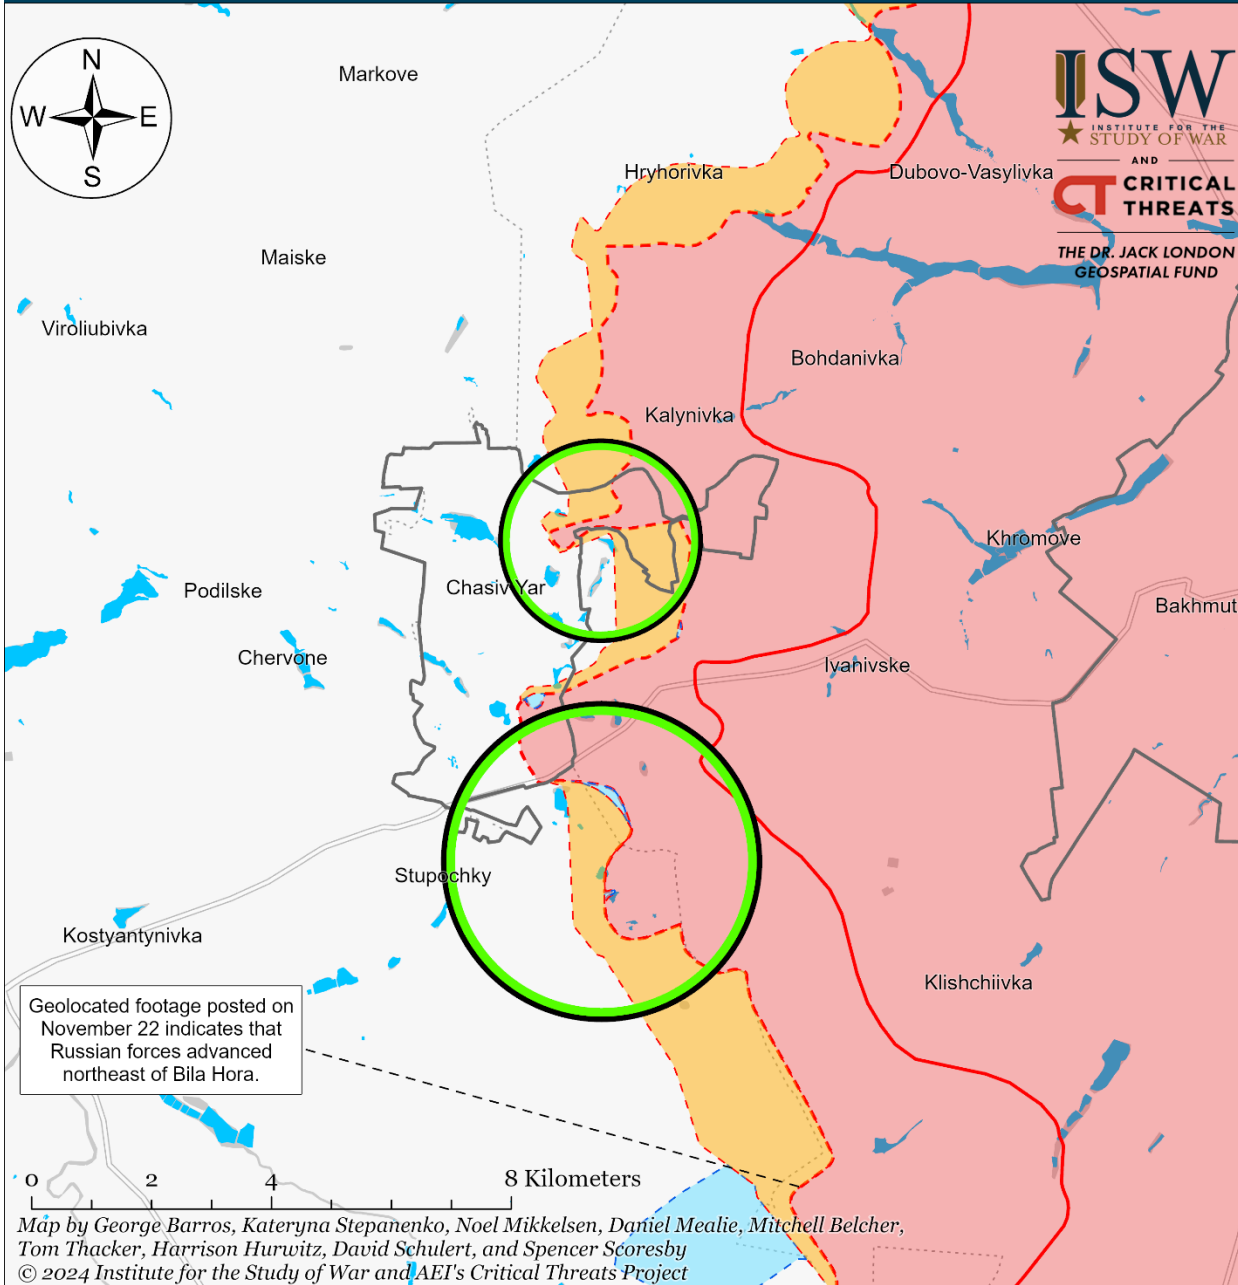 N
W E
S
Markove
ISW
INSTITUTE FOR THE
STUDY OF WAR
AND
CT CRITICAL
THREATS
THE DR. JACK LONDON
GEOSPATIAL FUND
Hryhorivka
Dubovo-Vasylivka
Maiske
Viroliubivka
Bohdanivka
Kalynivka
Khromove
Chasiv Yar
Podilske
Bakhmut
Chervone
Ivanivske
Stupochky
Kostyantynivka
Klishchiivka
Geolocated footage posted on
November 22 indicates that
Russian forces advanced
northeast of Bila Hora.
0 2 4 8 Kilometers
Map by George Barros, Kateryna Stepanenko, Noel Mikkelsen, Daniel Mealie, Mitchell Belcher,
Tom Thacker, Harrison Hurwitz, David Schulert, and Spencer Scoresby
© 2024 Institute for the Study of War and AEI's Critical Threats Project